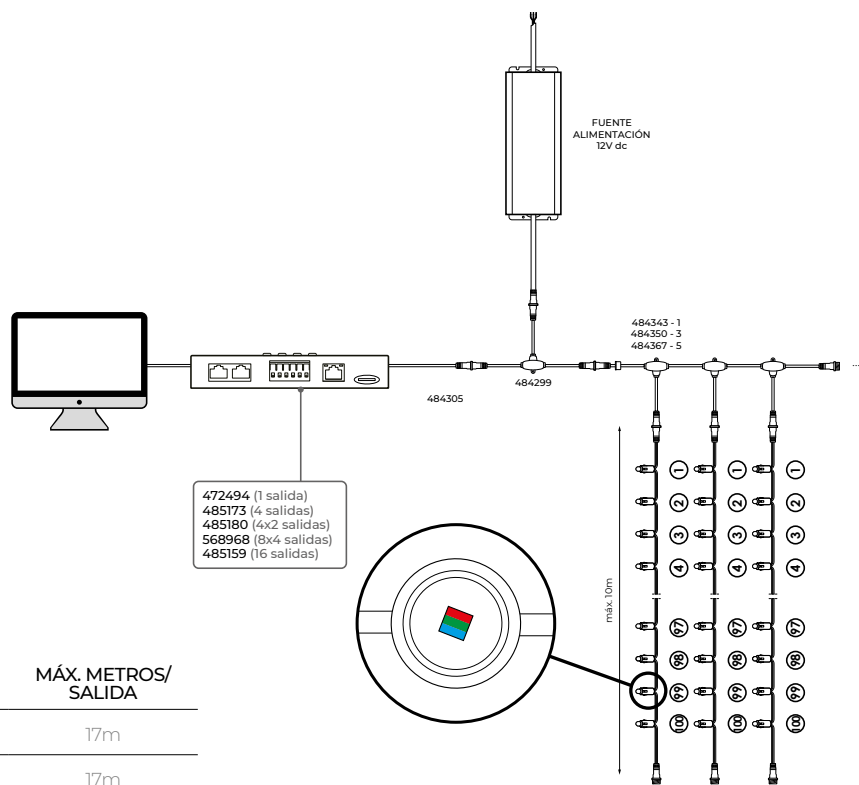 FUENTE
ALIMENTACIÓN
12V dc
484343 - 1
484350 - 3
484367 - 5
...
484299
484305
472494 (1 salida)
485173 (4 salidas)
485180 (4x2 salidas)
568968 (8x4 salidas)
485159 (16 salidas)
máx. 10m
1 1 1
2 2 2
3 3 3
4 4 4
97 97 97
98 98 98
99 99 99
100 100 100
MÁX. METROS/
SALIDA
17m
17m